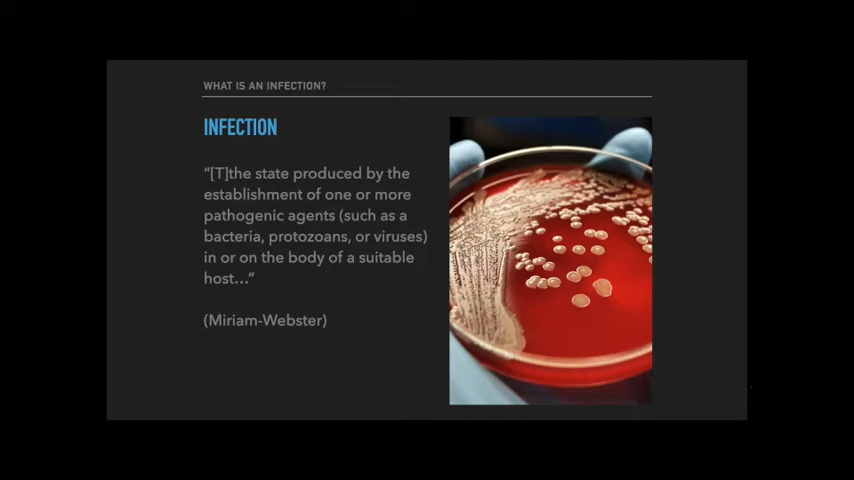 WHAT IS AN INFECTION?
INFECTION
“[T]the state produced by the
establishment of one or more
pathogenic agents (such as a
bacteria, protozoans, or viruses)
in or on the body of a suitable
host…”
(Miriam-Webster)